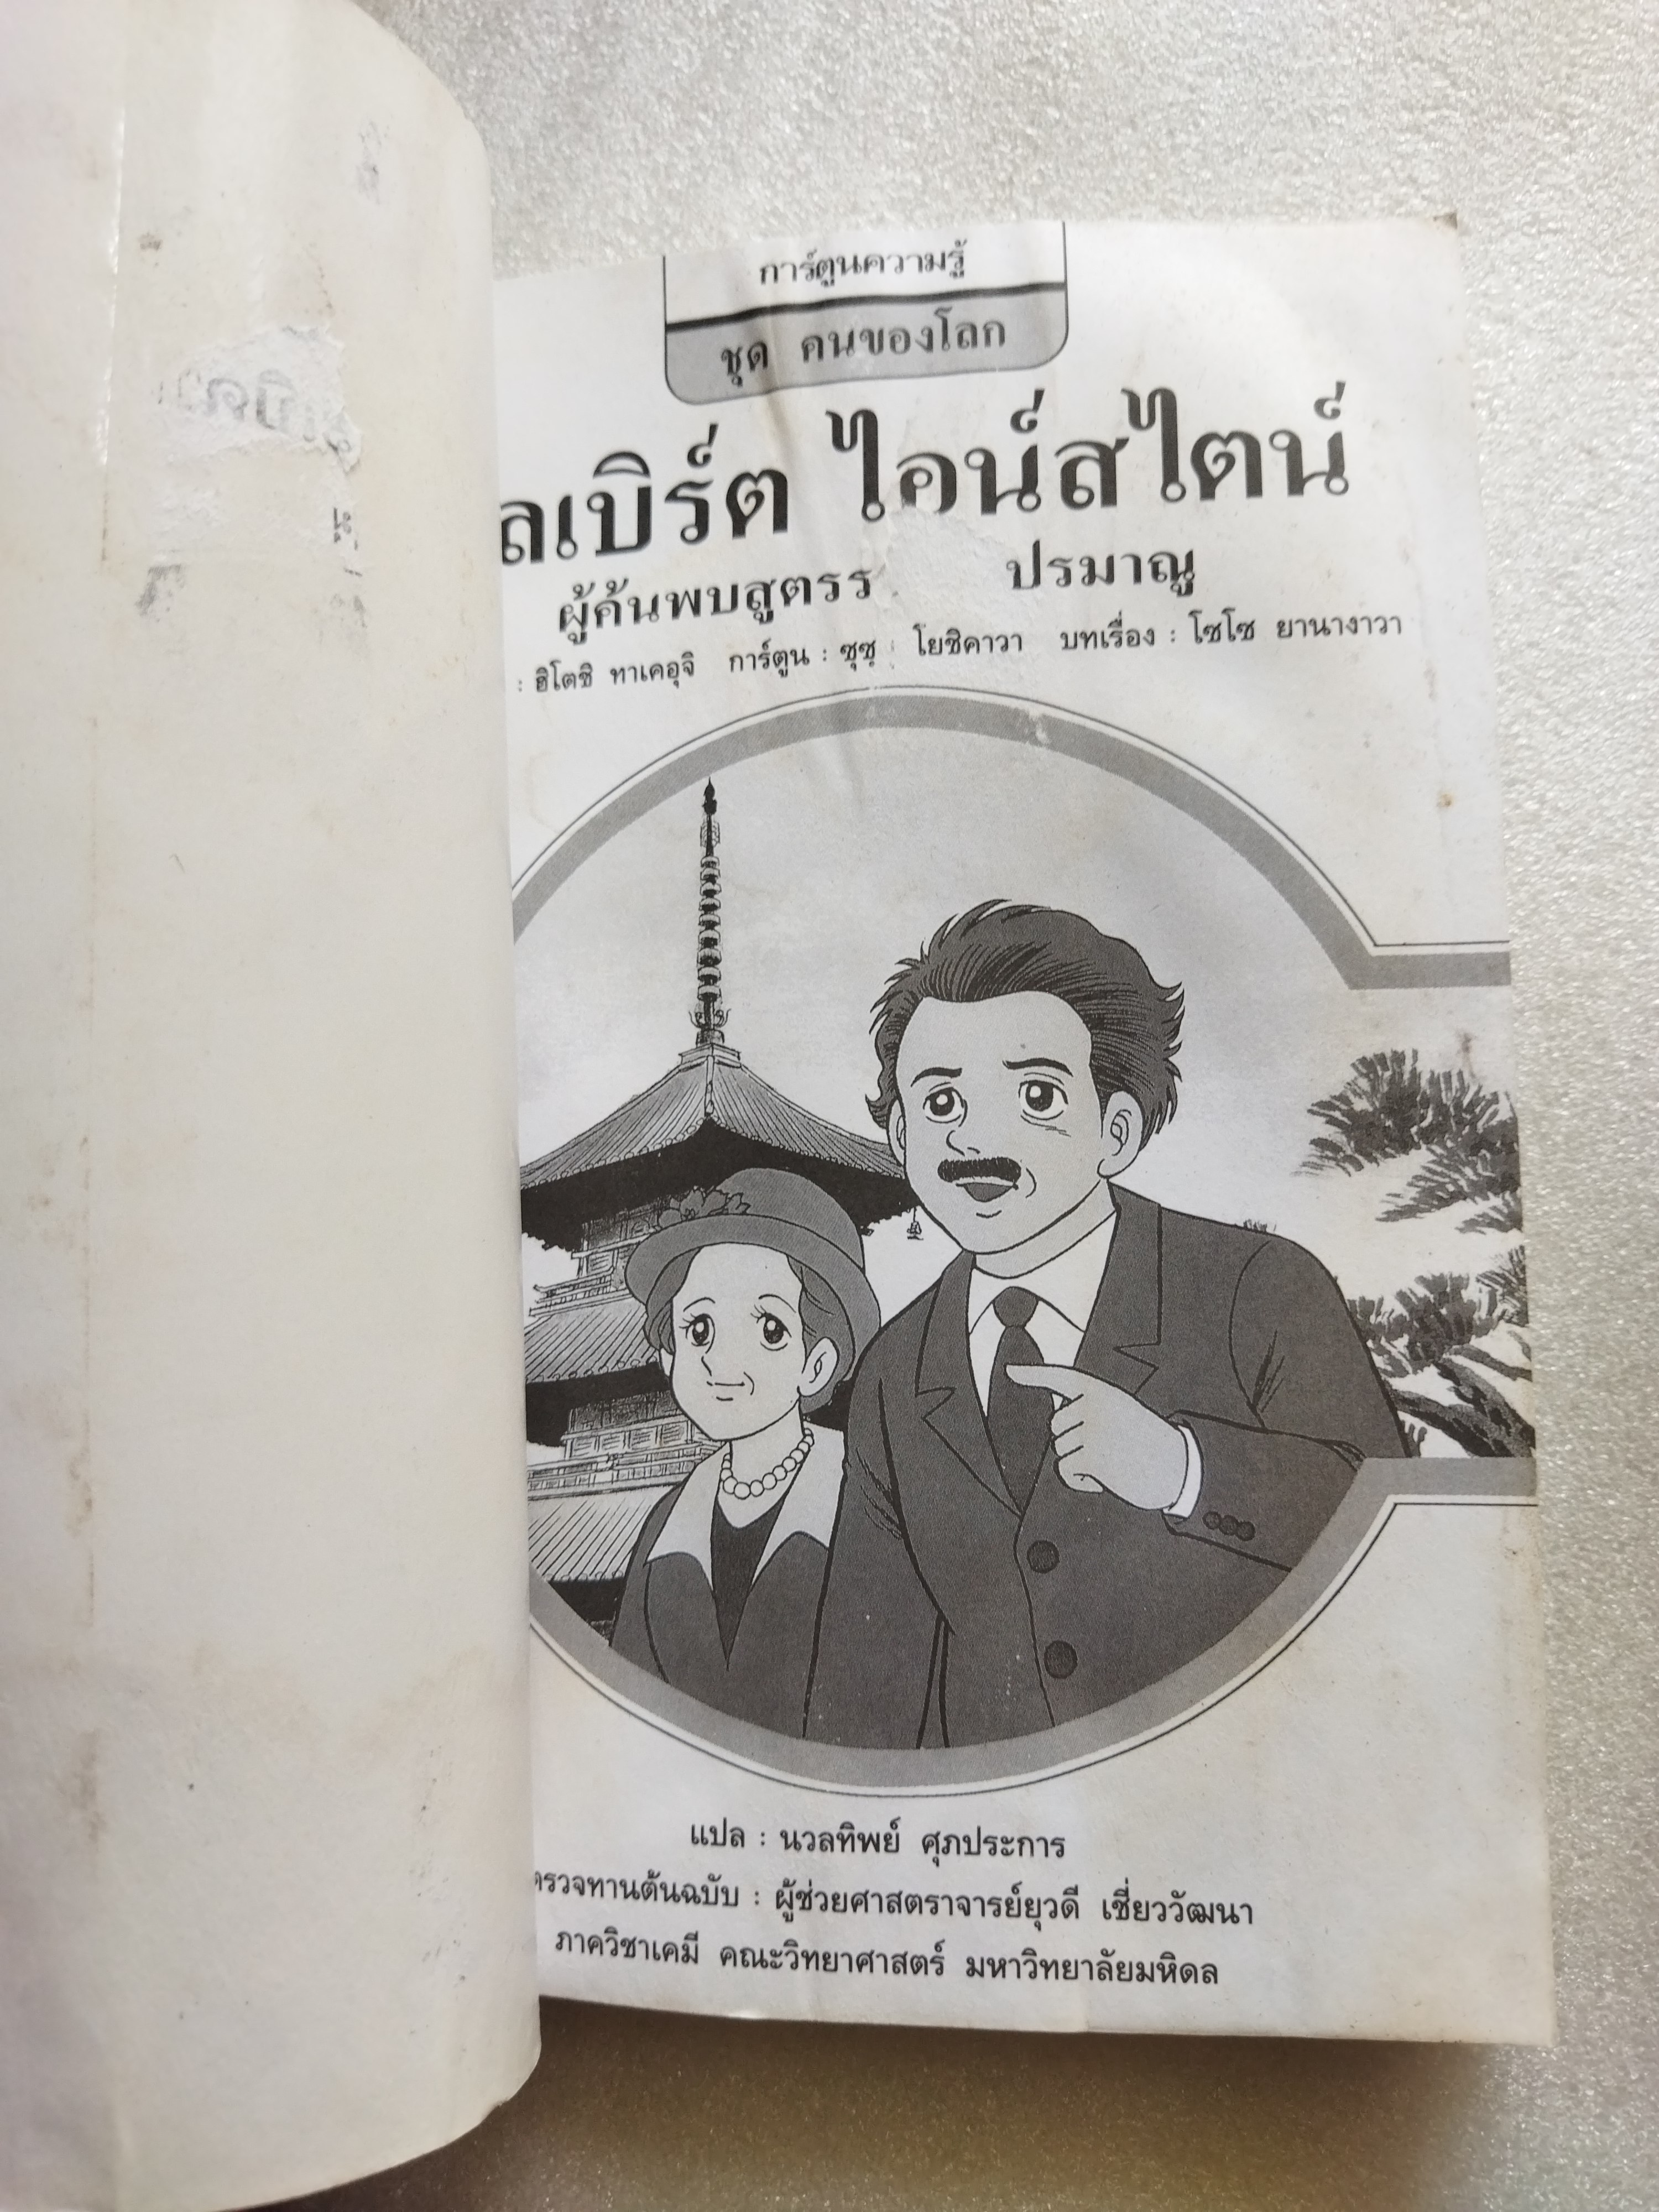 การ์ตูนความรู้
ชุด คนของโลก
ลเบิร์ต ไอน์สไตน์
ผู้ค้นพบสูตรร ปรมาณู
: ฮิโตชิ ทาเคอุจิ การ์ตูน : ซุซุ โยชิคาวา บทเรื่อง : โซโซ ยานางาวา
แปล : นวลทิพย์ ศุภประการ
ตรวจทานต้นฉบับ : ผู้ช่วยศาสตราจารย์ยุวดี เชี่ยววัฒนา
ภาควิชาเคมี คณะวิทยาศาสตร์ มหาวิทยาลัยมหิดล